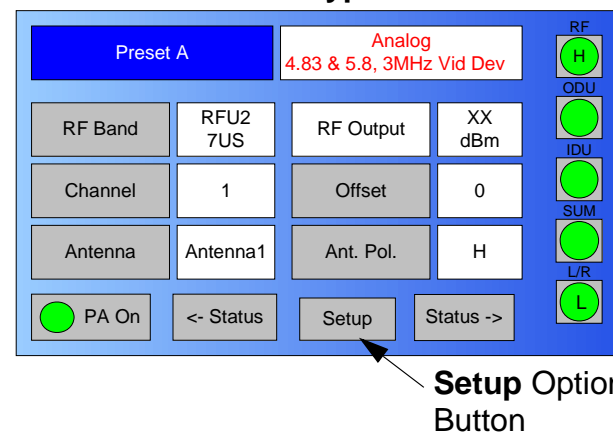 Preset A
Analog
4.83 & 5.8, 3MHz Vid Dev
RF
H
ODU
IDU
SUM
L/R
L
RF Band
RFU2
7US
RF Output
XX
dBm
Channel
1
Offset
0
Antenna
Antenna1
Ant. Pol.
H
PA On
<- Status
Setup
Status ->
Setup Option
Button